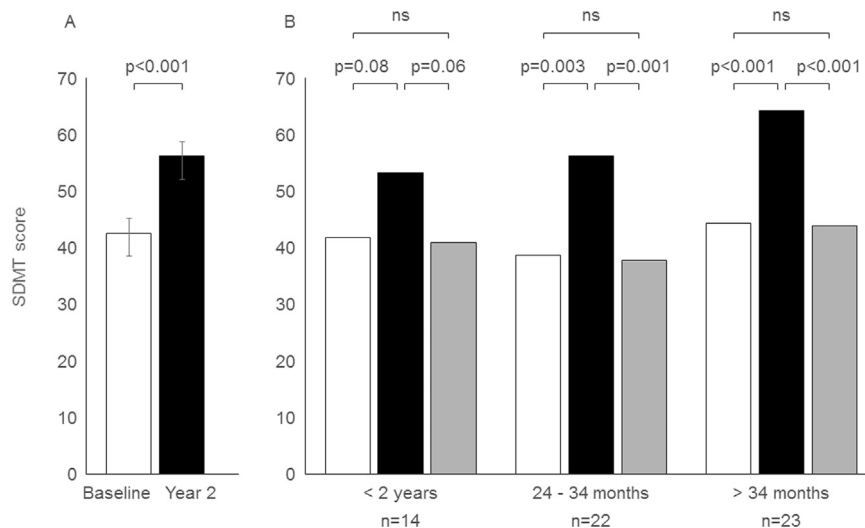 A
B
ns
ns
ns
p<0.001
p=0.08
p=0.06
p=0.003
p=0.001
p<0.001
p<0.001
SDMT score
70
60
50
40
30
20
10
0
70
60
50
40
30
20
10
0
Baseline
Year 2
< 2 years
24 - 34 months
> 34 months
n=14
n=22
n=23